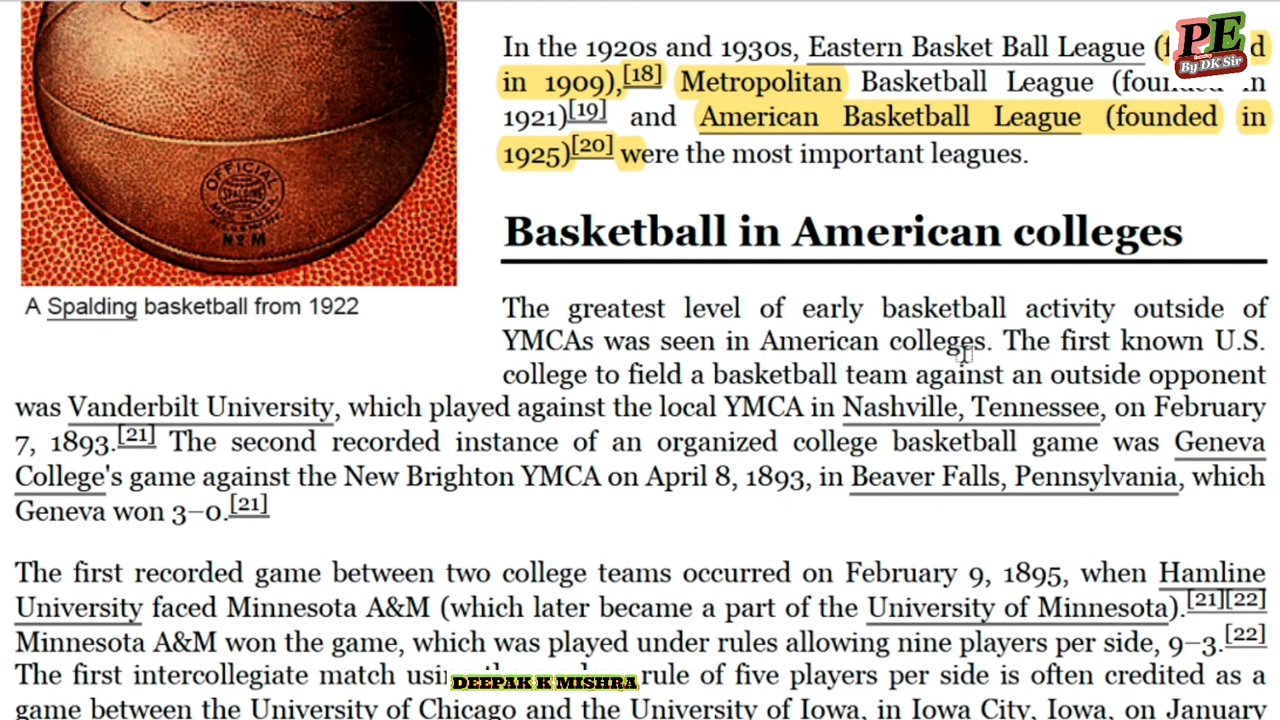 In the 1920s and 1930s, Eastern Basket Ball League (f d
in 1909),[18] Metropolitan Basketball League (founded in
1921)[19] and American Basketball League (founded in
1925)[20] were the most important leagues.
PE
By DK Sir
OFFICIAL
SPALDING
No M
A Spalding basketball from 1922
Basketball in American colleges
The greatest level of early basketball activity outside of
YMCAs was seen in American colleges. The first known U.S.
college to field a basketball team against an outside opponent
was Vanderbilt University, which played against the local YMCA in Nashville, Tennessee, on February
7, 1893.[21] The second recorded instance of an organized college basketball game was Geneva
College's game against the New Brighton YMCA on April 8, 1893, in Beaver Falls, Pennsylvania, which
Geneva won 3–0.[21]
The first recorded game between two college teams occurred on February 9, 1895, when Hamline
University faced Minnesota A&M (which later became a part of the University of Minnesota).[21][22]
Minnesota A&M won the game, which was played under rules allowing nine players per side, 9–3.[22]
The first intercollegiate match using rule of five players per side is often credited as a
DEEPAK K MISHRA
game between the University of Chicago and the University of Iowa, in Iowa City, Iowa, on January